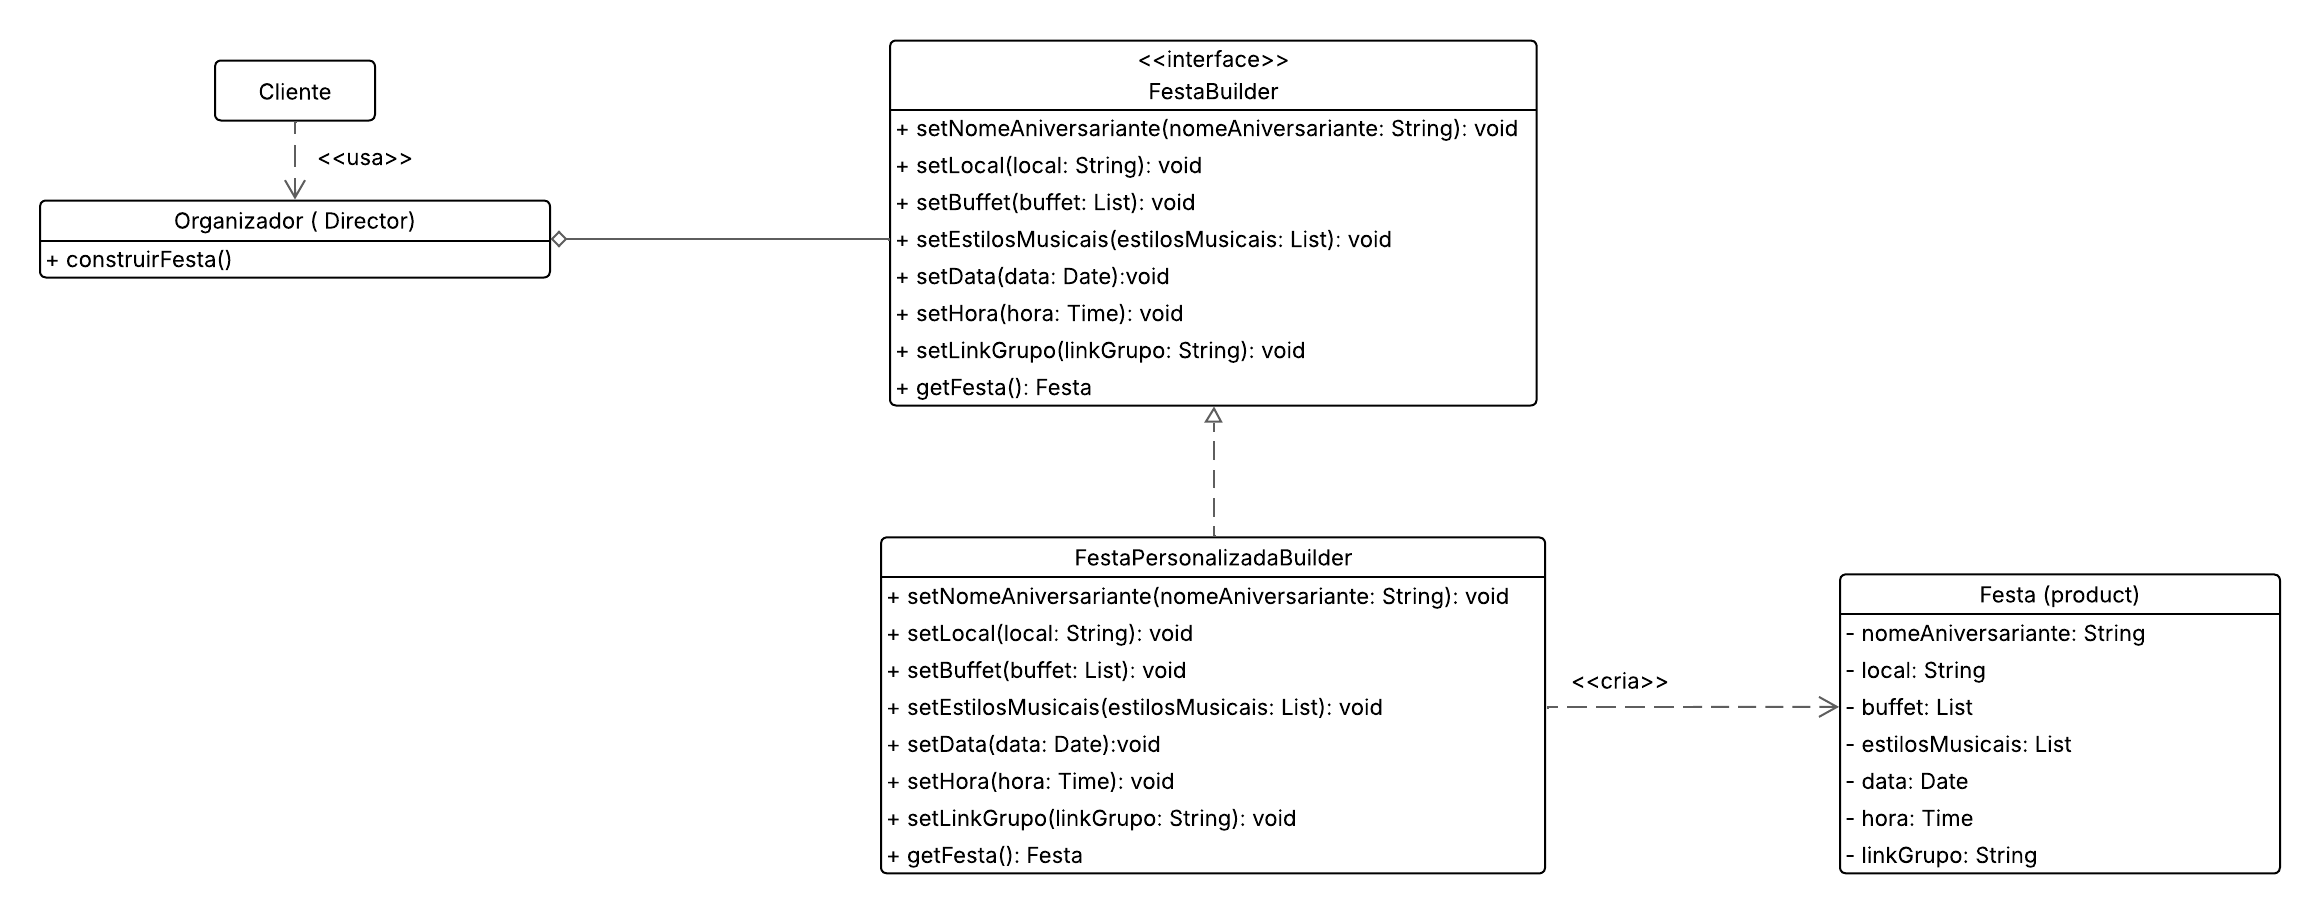 Cliente
<<usa>>
Organizador ( Director)
+ construirFesta()
<<interface>>
FestaBuilder
+ setNomeAniversariante(nomeAniversariante: String): void
+ setLocal(local: String): void
+ setBuffet(buffet: List): void
+ setEstilosMusicais(estilosMusicais: List): void
+ setData(data: Date):void
+ setHora(hora: Time): void
+ setLinkGrupo(linkGrupo: String): void
+ getFesta(): Festa
FestaPersonalizadaBuilder
+ setNomeAniversariante(nomeAniversariante: String): void
+ setLocal(local: String): void
+ setBuffet(buffet: List): void
+ setEstilosMusicais(estilosMusicais: List): void
+ setData(data: Date):void
+ setHora(hora: Time): void
+ setLinkGrupo(linkGrupo: String): void
+ getFesta(): Festa
<<cria>>
Festa (product)
- nomeAniversariante: String
- local: String
- buffet: List
- estilosMusicais: List
- data: Date
- hora: Time
- linkGrupo: String